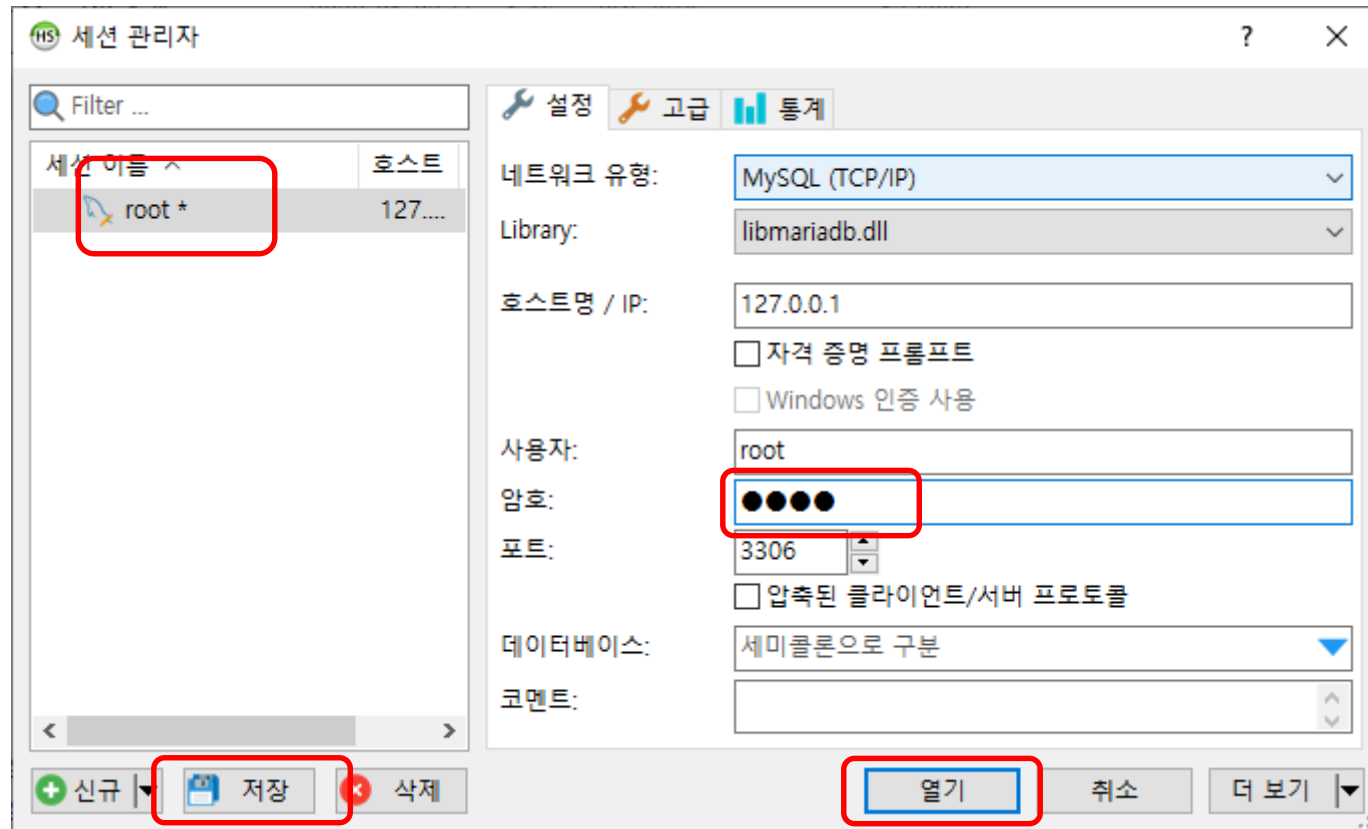 HS 세션 관리자 ?
Filter ...
세션 이름 호스트
root * 127....
신규 저장 삭제
설정 고급 통계
네트워크 유형: MySQL (TCP/IP)
Library: libmariadb.dll
호스트명 / IP: 127.0.0.1
자격 증명 프롬프트
Windows 인증 사용
사용자: root
암호: ●●●●
포트: 3306
압축된 클라이언트/서버 프로토콜
데이터베이스: 세미콜론으로 구분
코멘트:
열기 취소 더 보기